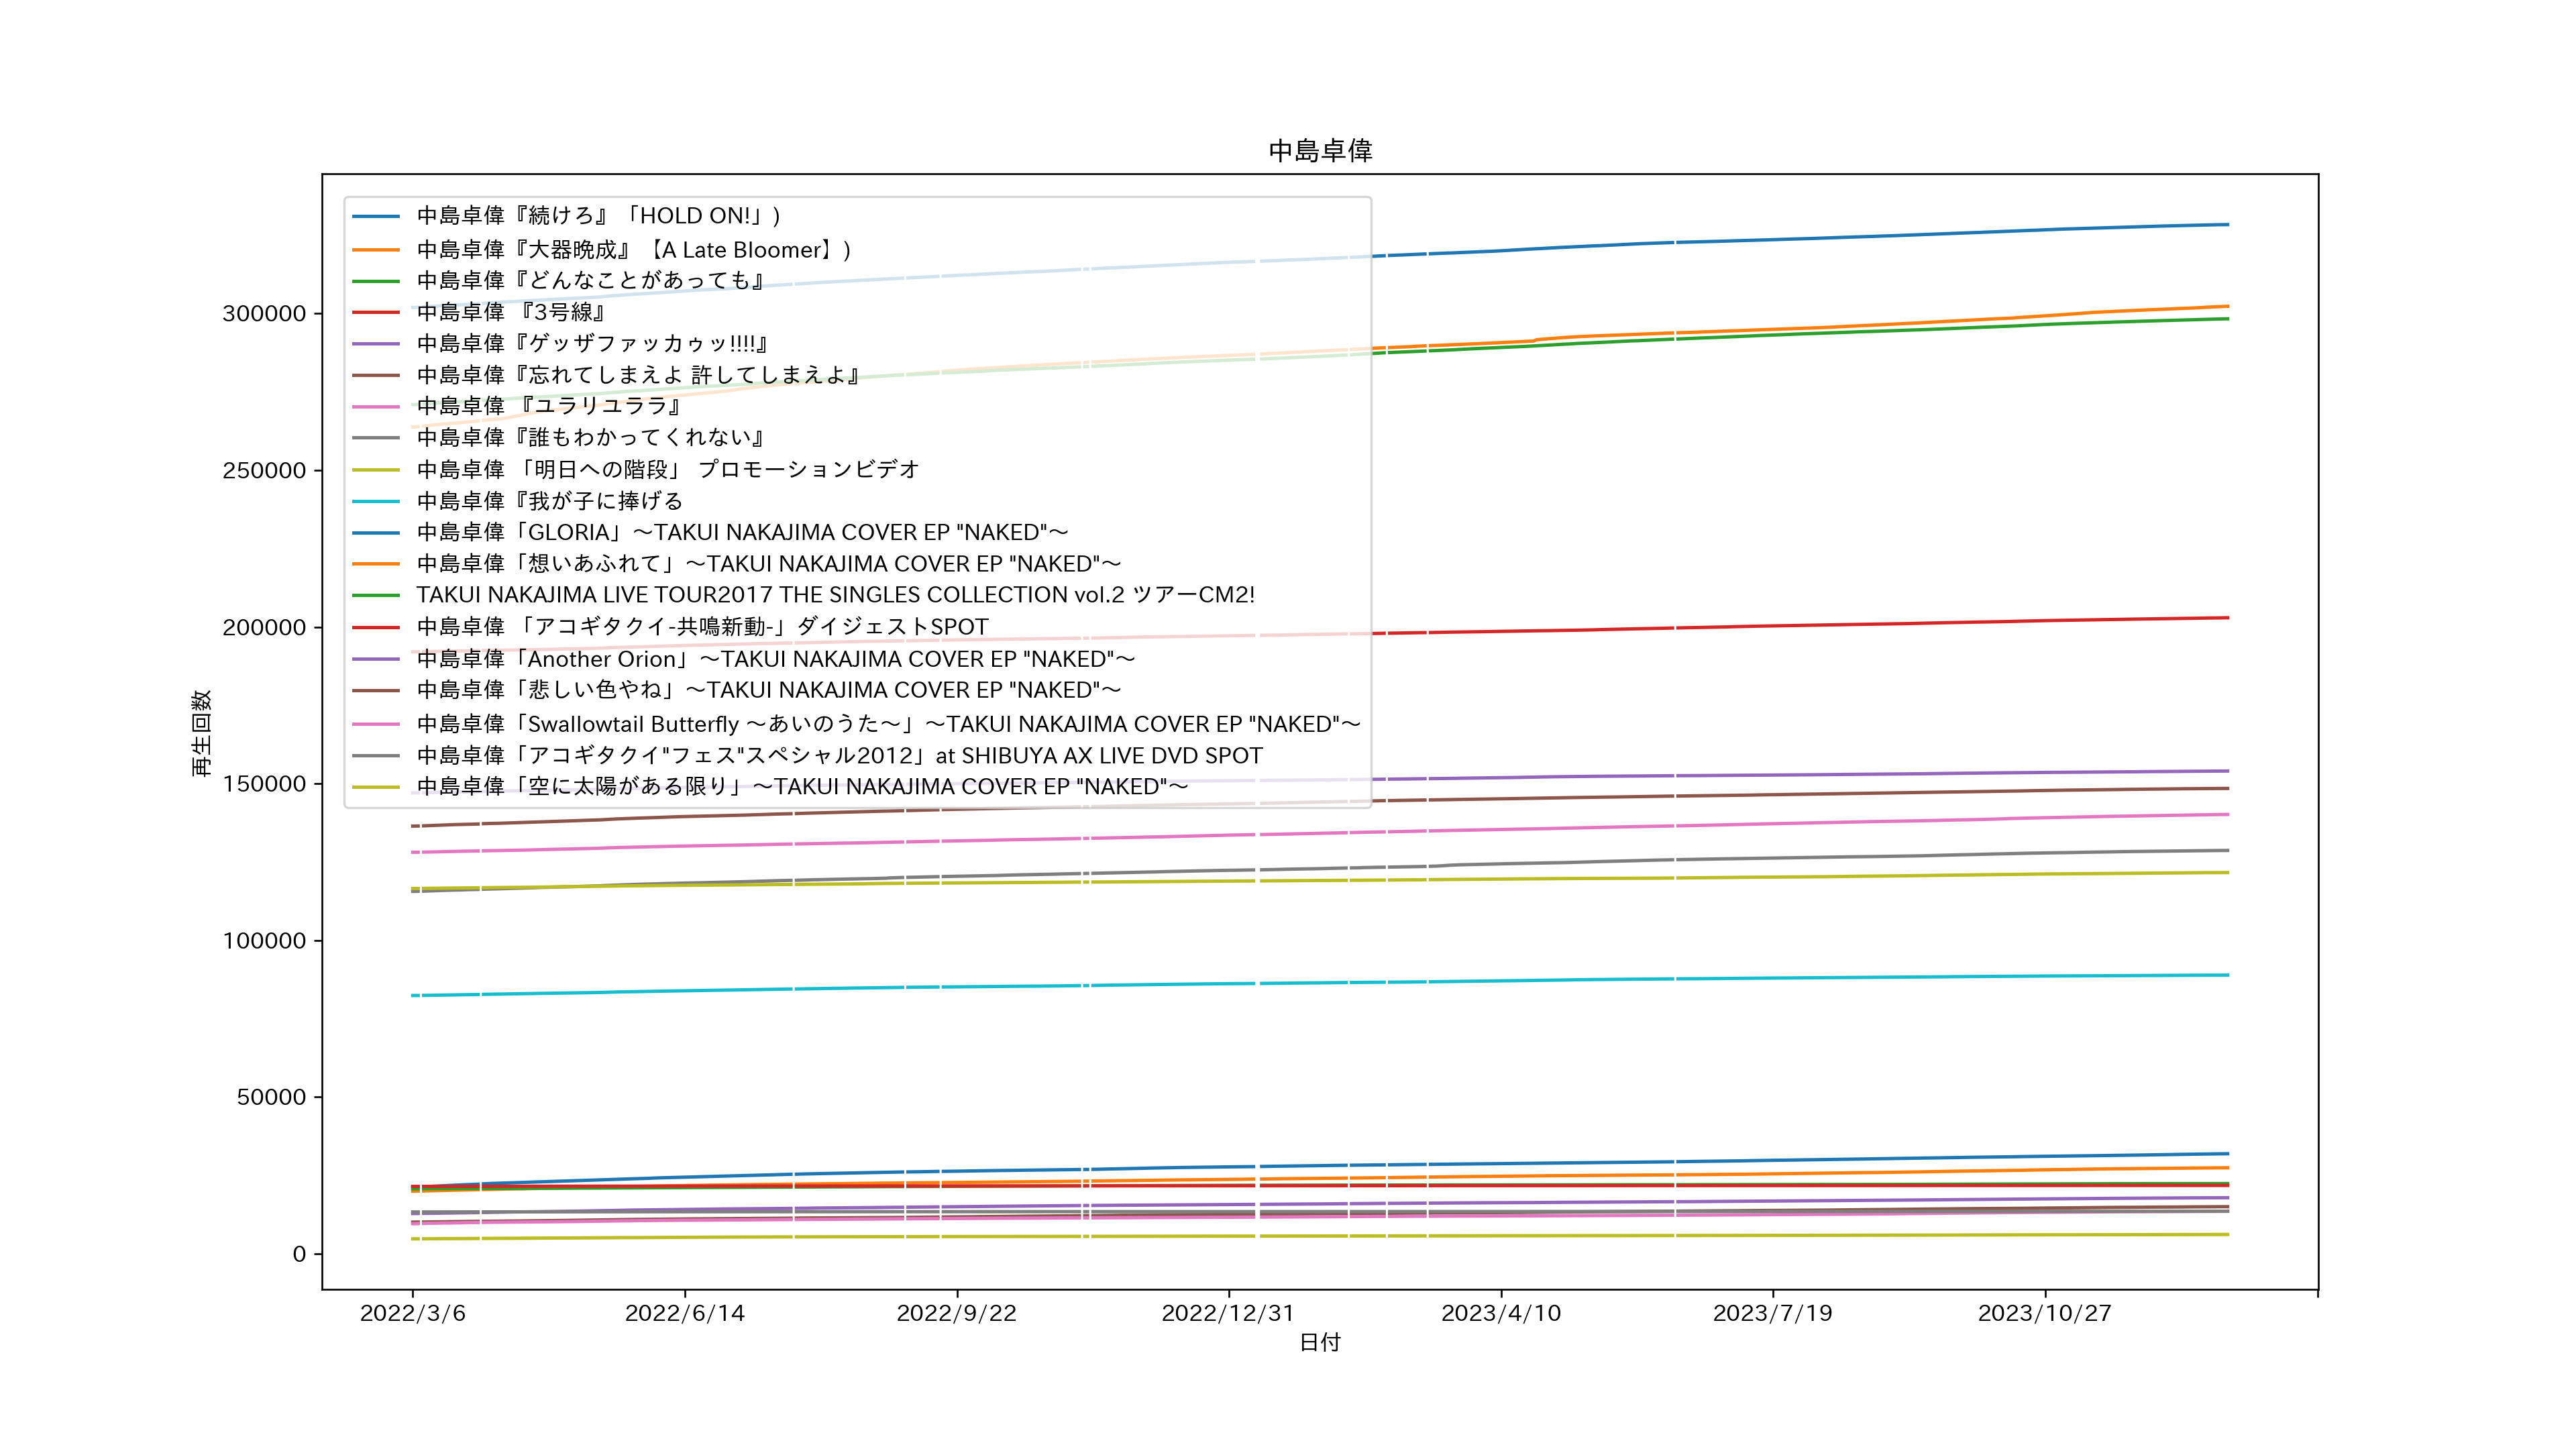 中島卓偉
中島卓偉『続けろ』「HOLD ON!」)
中島卓偉『大器晩成』【A Late Bloomer】)
中島卓偉『どんなことがあっても』
中島卓偉 『3号線』
中島卓偉『ゲッザファッカゥッ!!!!』
中島卓偉『忘れてしまえよ 許してしまえよ』
中島卓偉 『ユラリユララ』
中島卓偉『誰もわかってくれない』
中島卓偉 「明日への階段」 プロモーションビデオ
中島卓偉『我が子に捧げる
中島卓偉「GLORIA」～TAKUI NAKAJIMA COVER EP "NAKED"～
中島卓偉「想いあふれて」～TAKUI NAKAJIMA COVER EP "NAKED"～
TAKUI NAKAJIMA LIVE TOUR2017 THE SINGLES COLLECTION vol.2 ツアーCM2!
中島卓偉 「アコギタクイ-共鳴新動-」ダイジェストSPOT
中島卓偉「Another Orion」～TAKUI NAKAJIMA COVER EP "NAKED"～
中島卓偉「悲しい色やね」～TAKUI NAKAJIMA COVER EP "NAKED"～
中島卓偉「Swallowtail Butterfly ～あいのうた～」～TAKUI NAKAJIMA COVER EP "NAKED"～
中島卓偉「アコギタクイ"フェス"スペシャル2012」at SHIBUYA AX LIVE DVD SPOT
中島卓偉「空に太陽がある限り」～TAKUI NAKAJIMA COVER EP "NAKED"～
再生回数
300000
250000
200000
150000
100000
50000
0
2022/3/6
2022/6/14
2022/9/22
2022/12/31
2023/4/10
2023/7/19
2023/10/27
日付